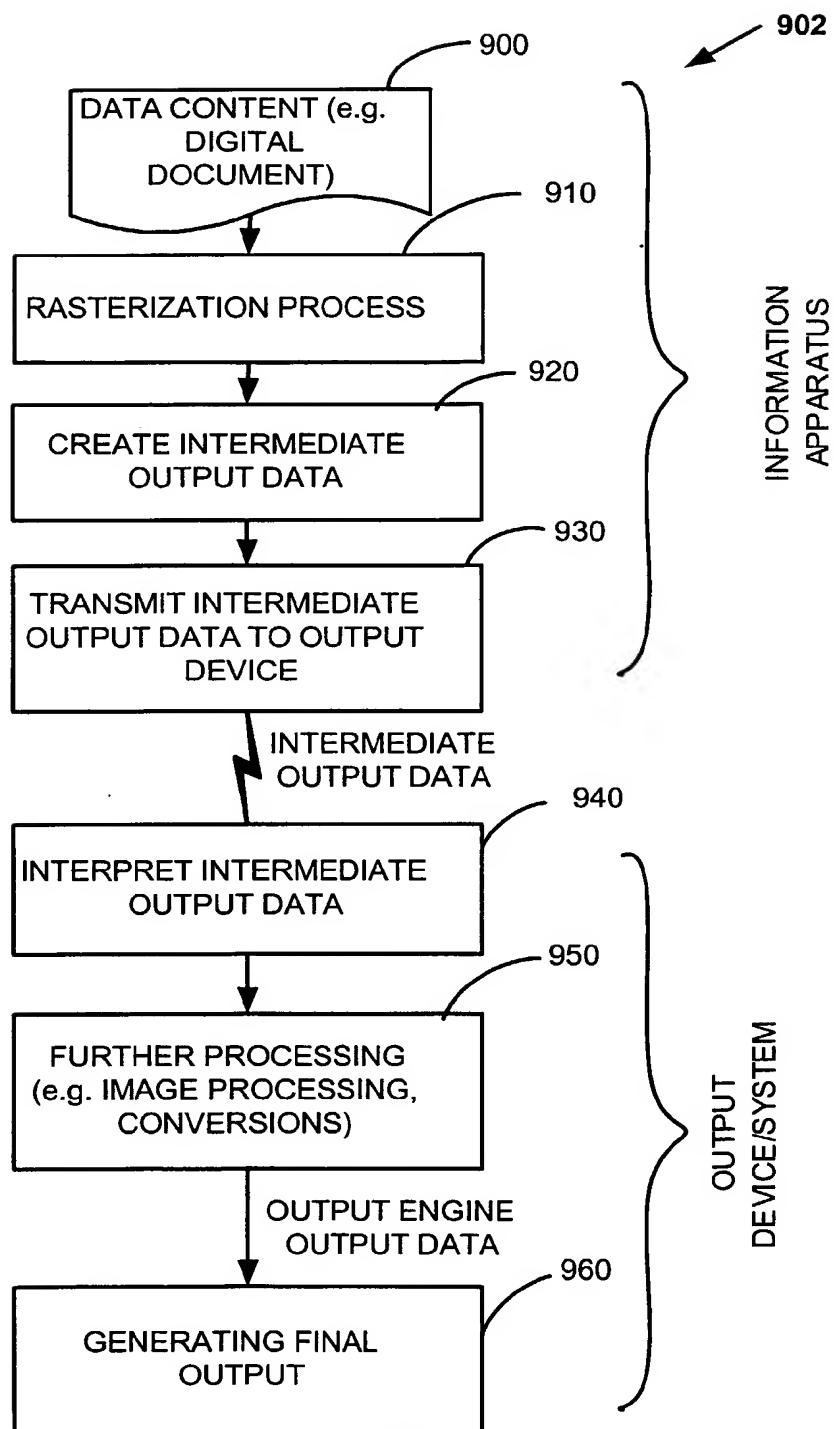 902
900
DATA CONTENT (e.g.
DIGITAL
DOCUMENT)
910
RASTERIZATION PROCESS
920
CREATE INTERMEDIATE
OUTPUT DATA
930
TRANSMIT INTERMEDIATE
OUTPUT DATA TO OUTPUT
DEVICE
INFORMATION
APPARATUS
INTERMEDIATE
OUTPUT DATA
940
INTERPRET INTERMEDIATE
OUTPUT DATA
950
FURTHER PROCESSING
(e.g. IMAGE PROCESSING,
CONVERSIONS)
OUTPUT
DEVICE/SYSTEM
OUTPUT ENGINE
OUTPUT DATA
960
GENERATING FINAL
OUTPUT